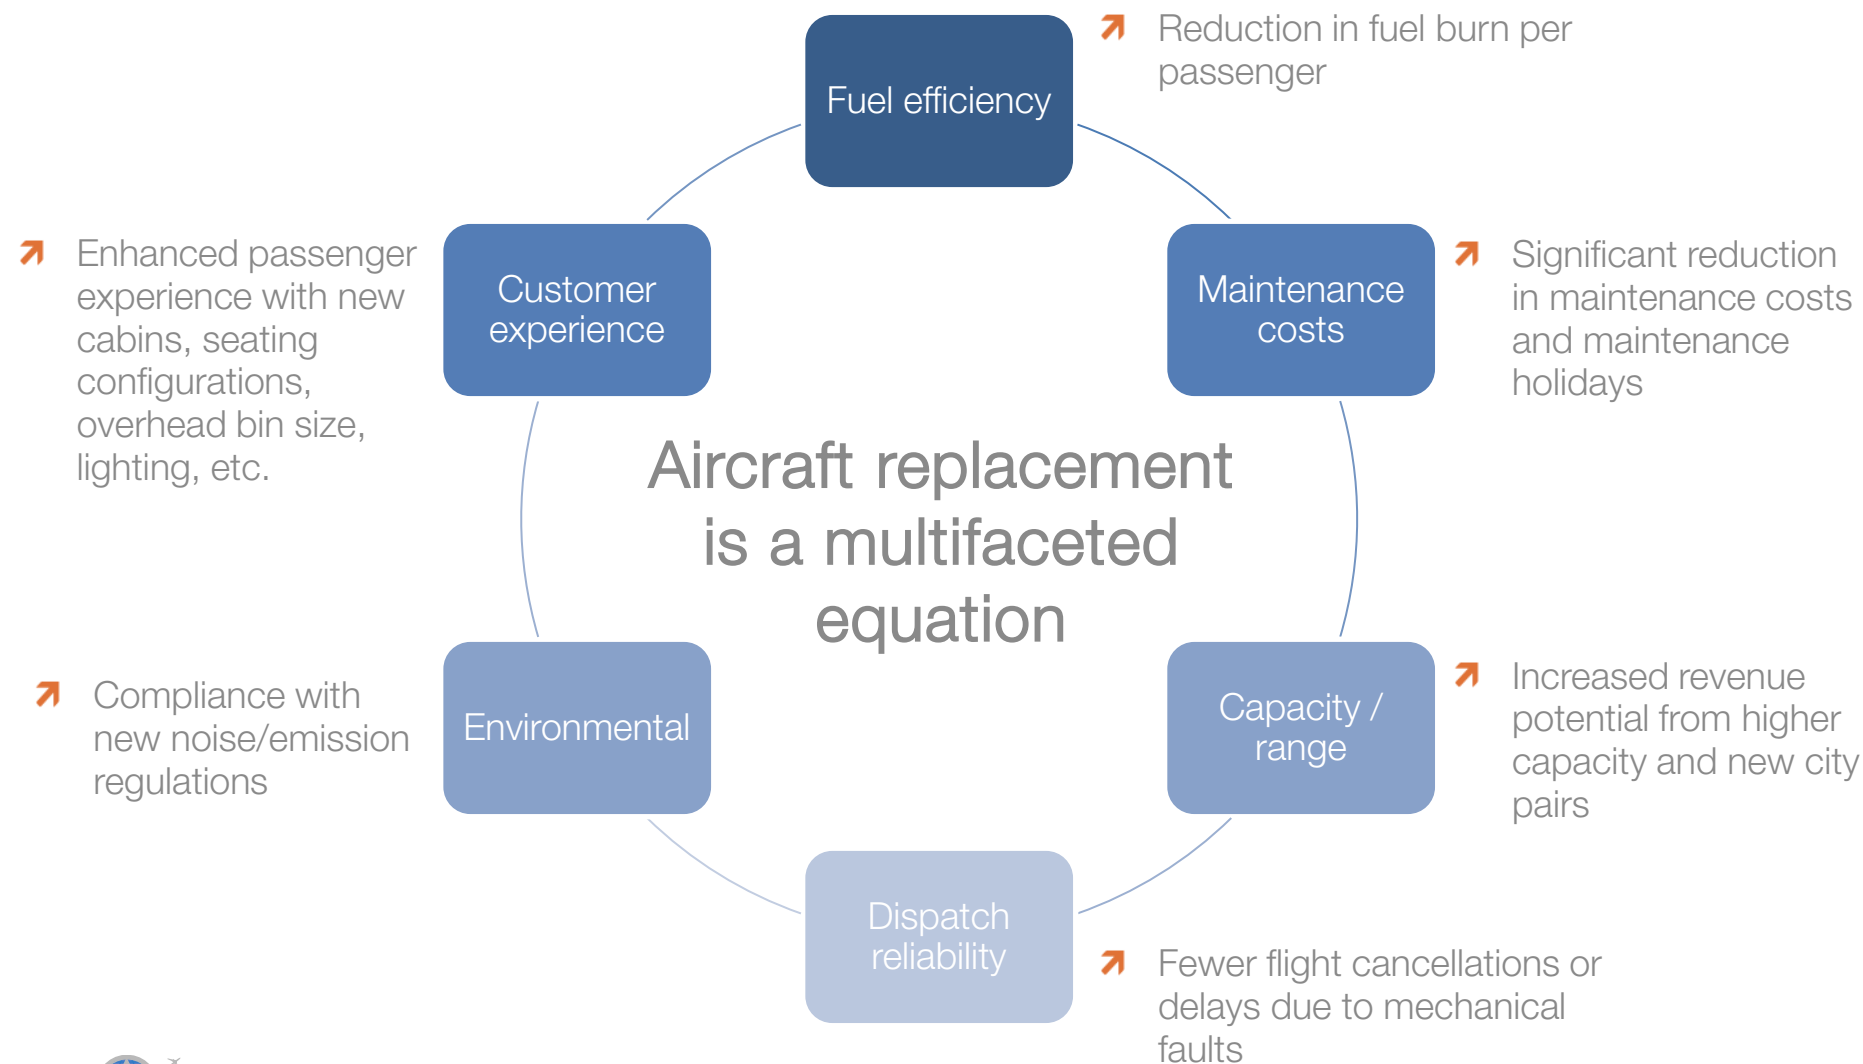 Fuel efficiency
Reduction in fuel burn per
passenger
Maintenance
costs
Significant reduction
in maintenance costs
and maintenance
holidays
Capacity /
range
Increased revenue
potential from higher
capacity and new city
pairs
Dispatch
reliability
Fewer flight cancellations or
delays due to mechanical
faults
Environmental
Compliance with
new noise/emission
regulations
Customer
experience
Enhanced passenger
experience with new
cabins, seating
configurations,
overhead bin size,
lighting, etc.
Aircraft replacement
is a multifaceted
equation